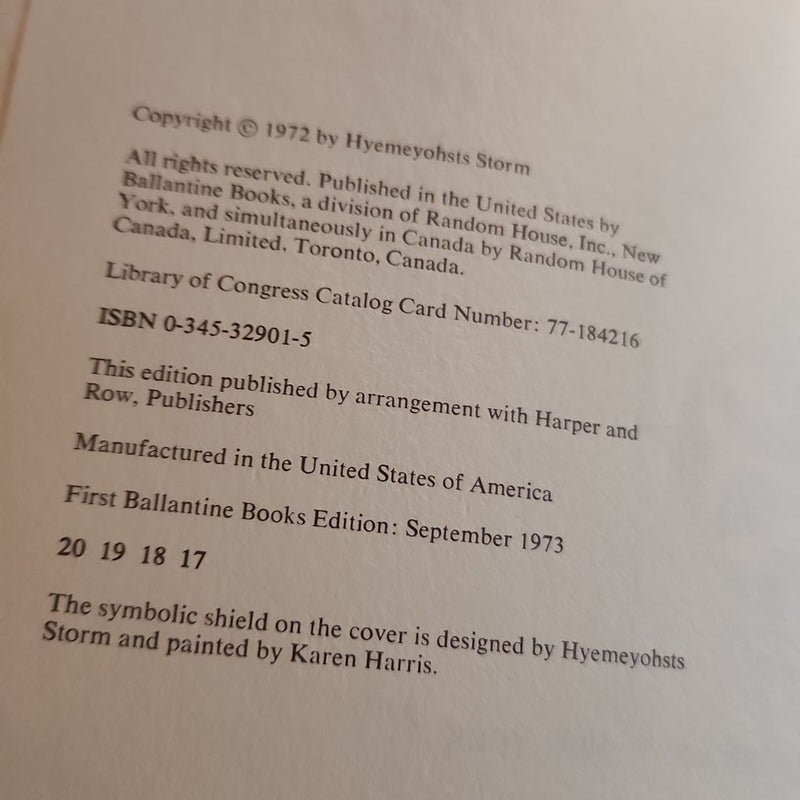 Copyright © 1972 by Hyemeyohsts Storm
All rights reserved. Published in the United States by
Ballantine Books, a division of Random House, Inc., New
York, and simultaneously in Canada by Random House of
Canada, Limited, Toronto, Canada.
Library of Congress Catalog Card Number: 77-184216
ISBN 0-345-32901-5
This edition published by arrangement with Harper and
Row, Publishers
Manufactured in the United States of America
First Ballantine Books Edition: September 1973
20 19 18 17
The symbolic shield on the cover is designed by Hyemeyohsts
Storm and painted by Karen Harris.